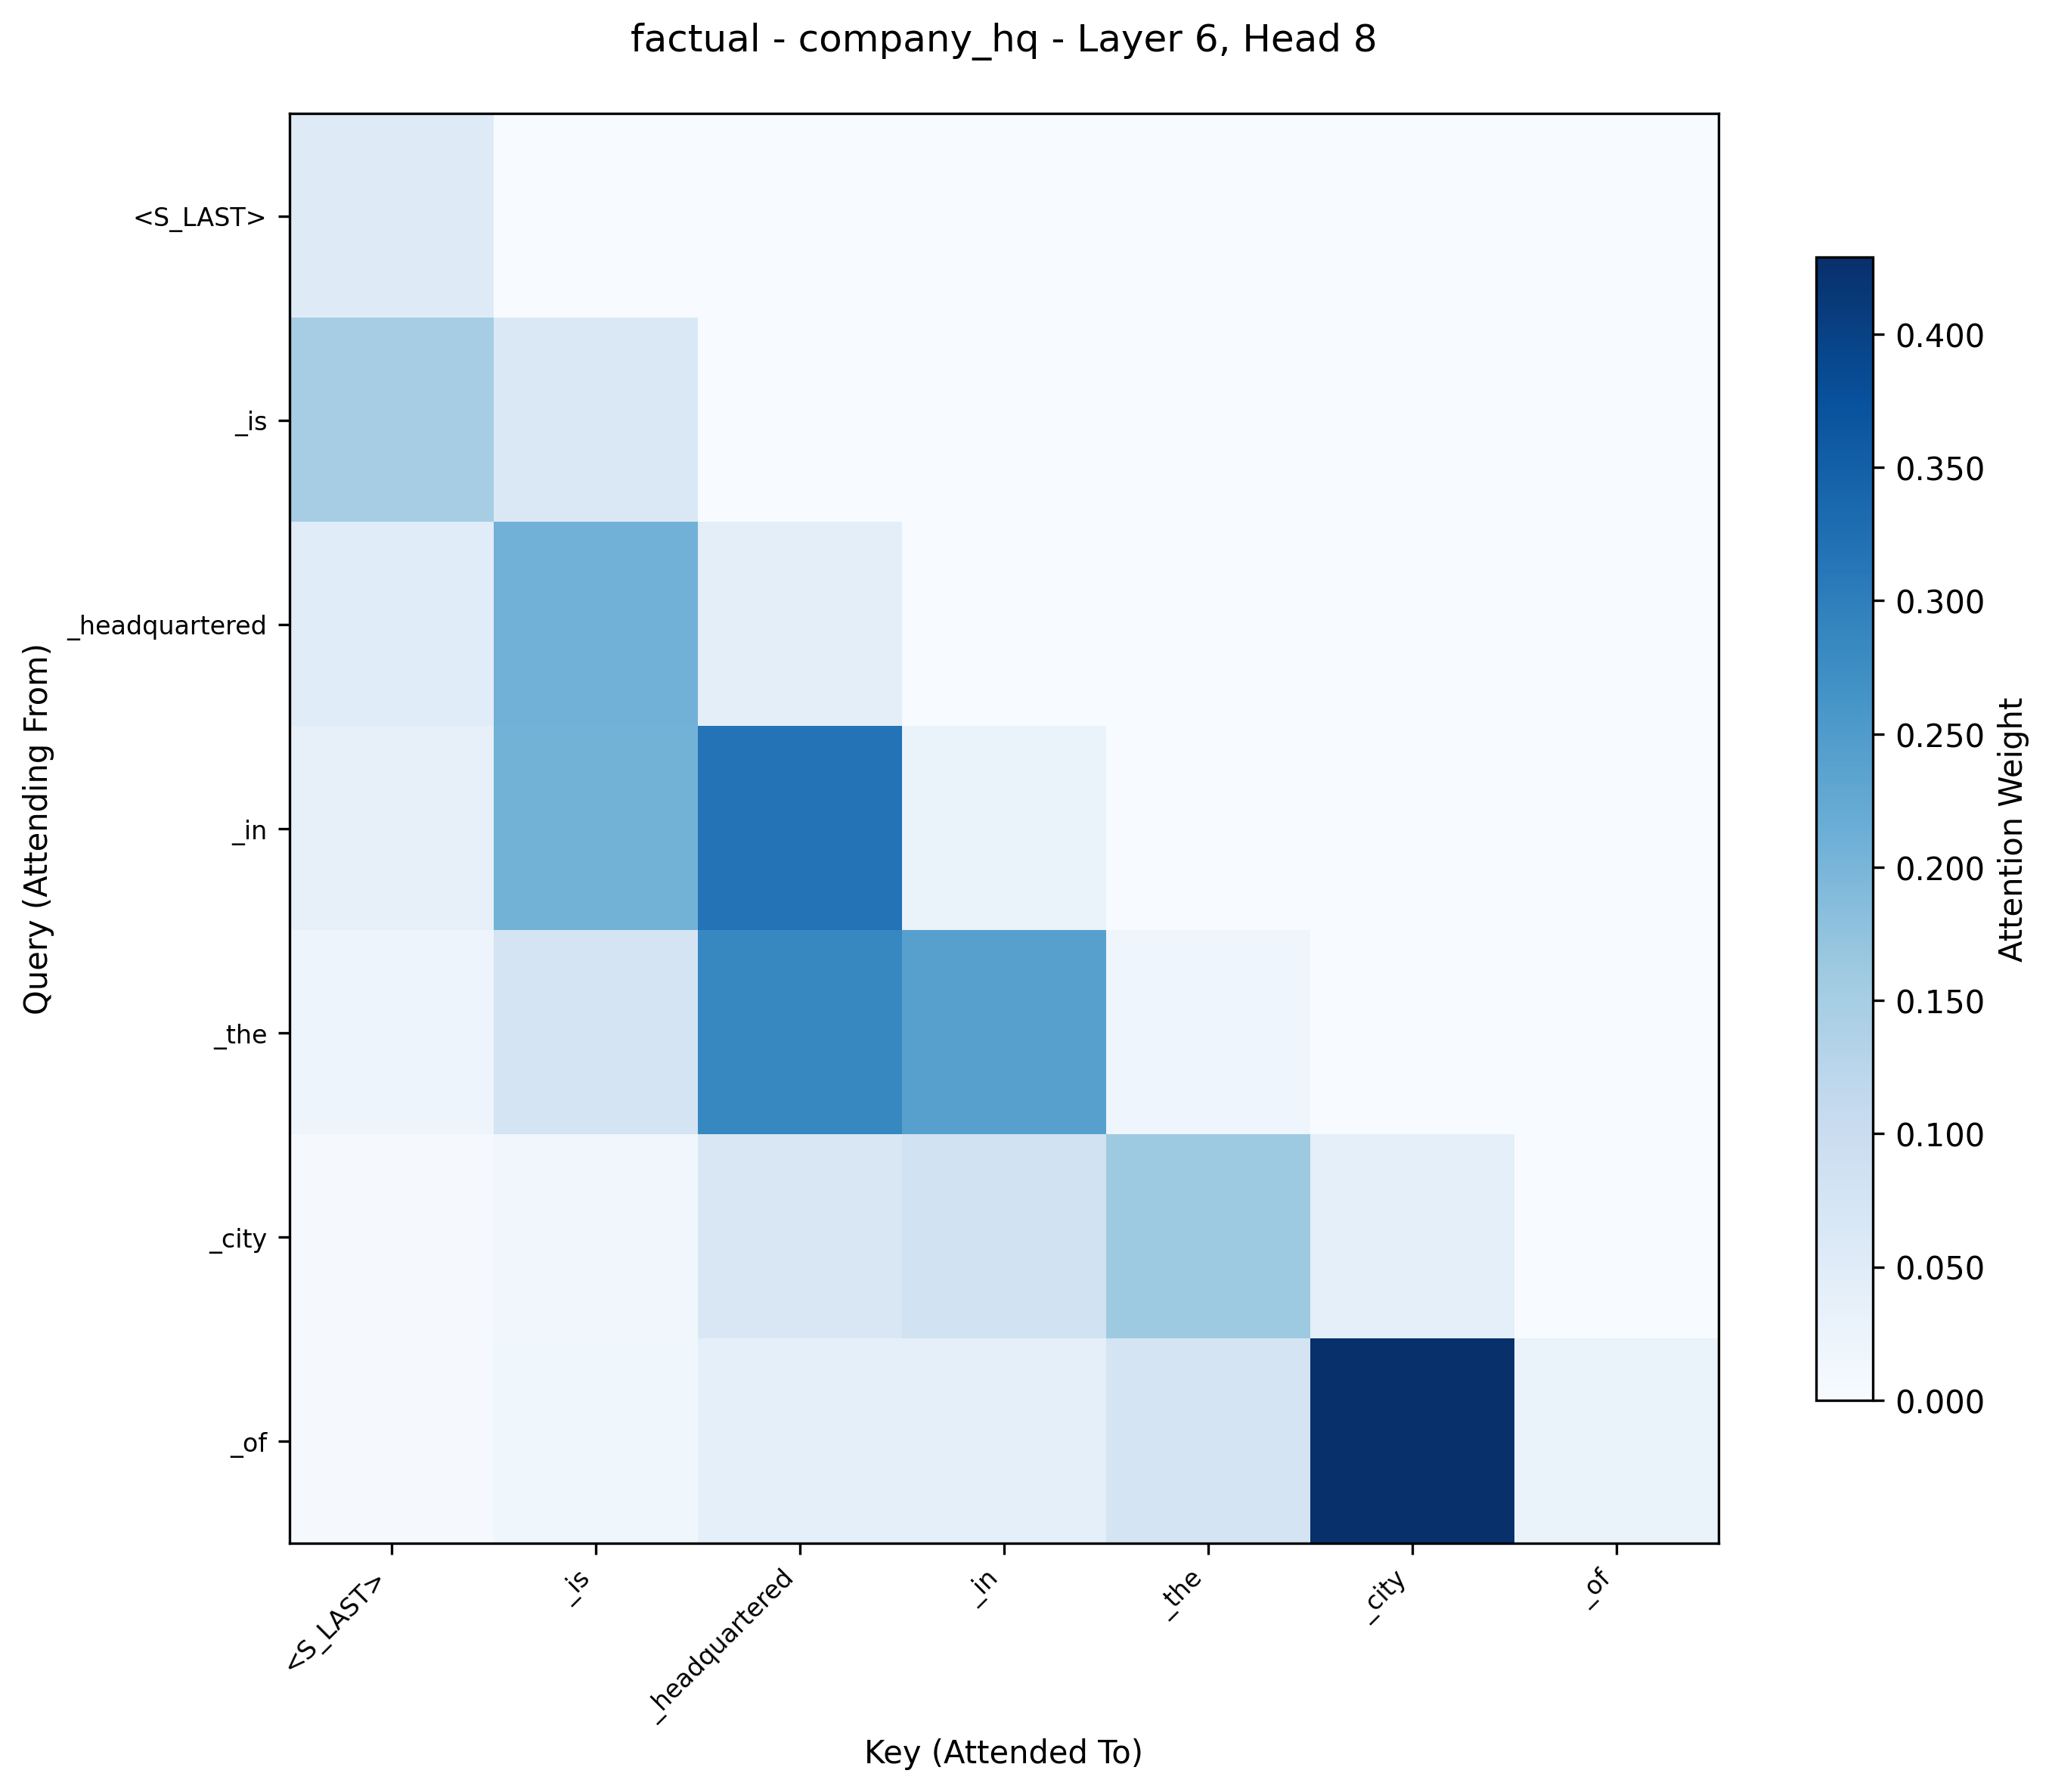 factual - company_hq - Layer 6, Head 8
Query (Attending From)
<S_LAST>
_is
_headquartered
_in
_the
_city
_of
<S_LAST>
_is
_headquartered
_in
_the
_city
_of
Key (Attended To)
0.400
0.350
0.300
0.250
0.200
0.150
0.100
0.050
0.000
Attention Weight